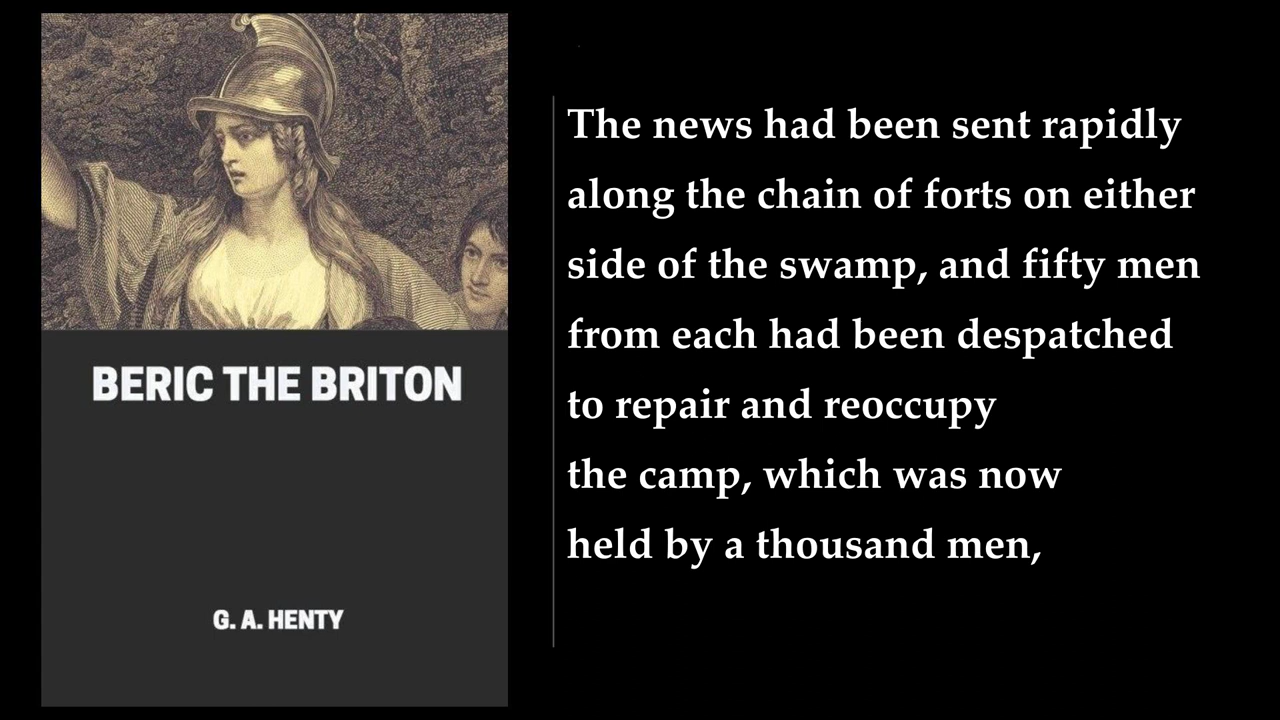 BERIC THE BRITON
G. A. HENTY
The news had been sent rapidly
along the chain of forts on either
side of the swamp, and fifty men
from each had been despatched
to repair and reoccupy
the camp, which was now
held by a thousand men,